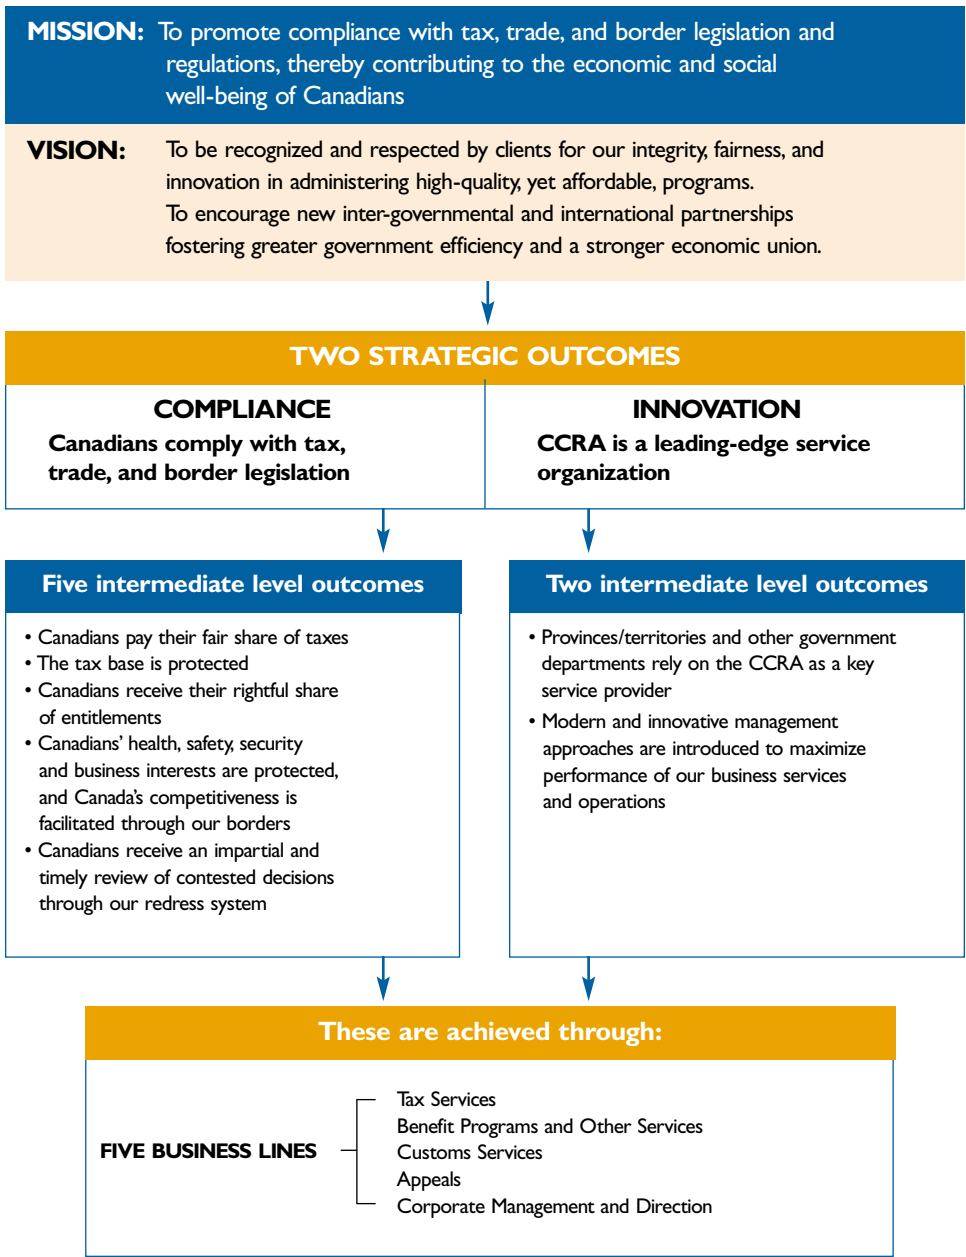 MISSION: To promote compliance with tax, trade, and border legislation and
regulations, thereby contributing to the economic and social
well-being of Canadians
VISION: To be recognized and respected by clients for our integrity, fairness, and
innovation in administering high-quality, yet affordable, programs.
To encourage new inter-governmental and international partnerships
fostering greater government efficiency and a stronger economic union.
TWO STRATEGIC OUTCOMES
COMPLIANCE
Canadians comply with tax,
trade, and border legislation
INNOVATION
CCRA is a leading-edge service
organization
Five intermediate level outcomes
• Canadians pay their fair share of taxes
• The tax base is protected
• Canadians receive their rightful share
of entitlements
• Canadians’ health, safety, security
and business interests are protected,
and Canada’s competitiveness is
facilitated through our borders
• Canadians receive an impartial and
timely review of contested decisions
through our redress system
Two intermediate level outcomes
• Provinces/territories and other government
departments rely on the CCRA as a key
service provider
• Modern and innovative management
approaches are introduced to maximize
performance of our business services
and operations
These are achieved through:
FIVE BUSINESS LINES
Tax Services
Benefit Programs and Other Services
Customs Services
Appeals
Corporate Management and Direction